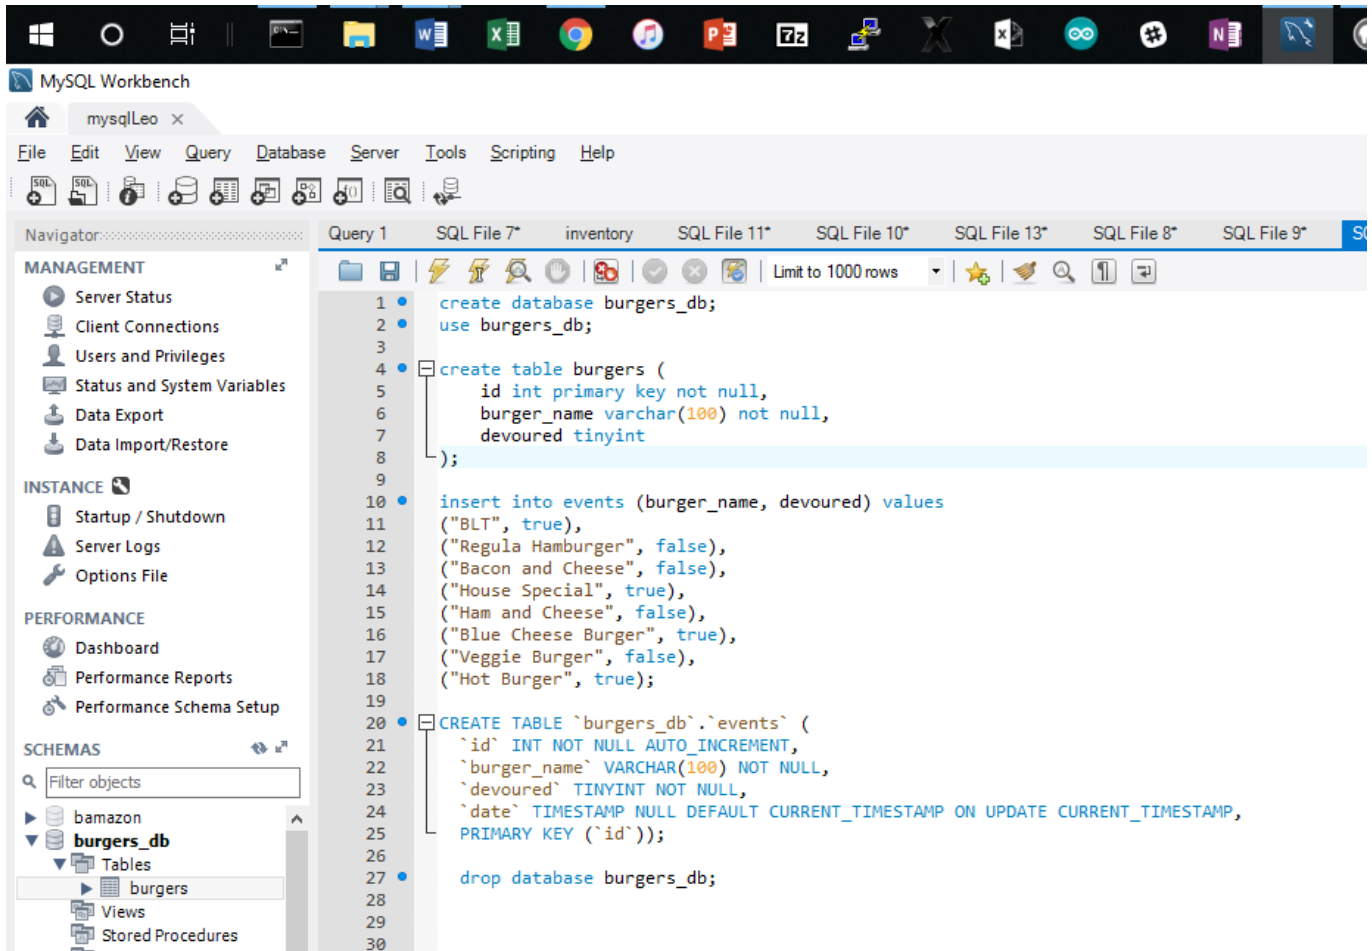 MySQL Workbench
mysqlLeo ×
File Edit View Query Database Server Tools Scripting Help
Navigator
MANAGEMENT
Server Status
Client Connections
Users and Privileges
Status and System Variables
Data Export
Data Import/Restore
INSTANCE
Startup / Shutdown
Server Logs
Options File
PERFORMANCE
Dashboard
Performance Reports
Performance Schema Setup
SCHEMAS
Filter objects
bamazon
burgers_db
Tables
burgers
Views
Stored Procedures
Query 1 SQL File 7* inventory SQL File 11* SQL File 10* SQL File 13* SQL File 8* SQL File 9*
Limit to 1000 rows
1 create database burgers_db;
2 use burgers_db;
3
4 create table burgers (
5 id int primary key not null,
6 burger_name varchar(100) not null,
7 devoured tinyint
8 );
9
10 insert into events (burger_name, devoured) values
11 ("BLT", true),
12 ("Regula Hamburger", false),
13 ("Bacon and Cheese", false),
14 ("House Special", true),
15 ("Ham and Cheese", false),
16 ("Blue Cheese Burger", true),
17 ("Veggie Burger", false),
18 ("Hot Burger", true);
19
20 CREATE TABLE `burgers_db`.`events` (
21 `id` INT NOT NULL AUTO_INCREMENT,
22 `burger_name` VARCHAR(100) NOT NULL,
23 `devoured` TINYINT NOT NULL,
24 `date` TIMESTAMP NULL DEFAULT CURRENT_TIMESTAMP ON UPDATE CURRENT_TIMESTAMP,
25 PRIMARY KEY (`id`));
26
27 drop database burgers_db;
28
29
30